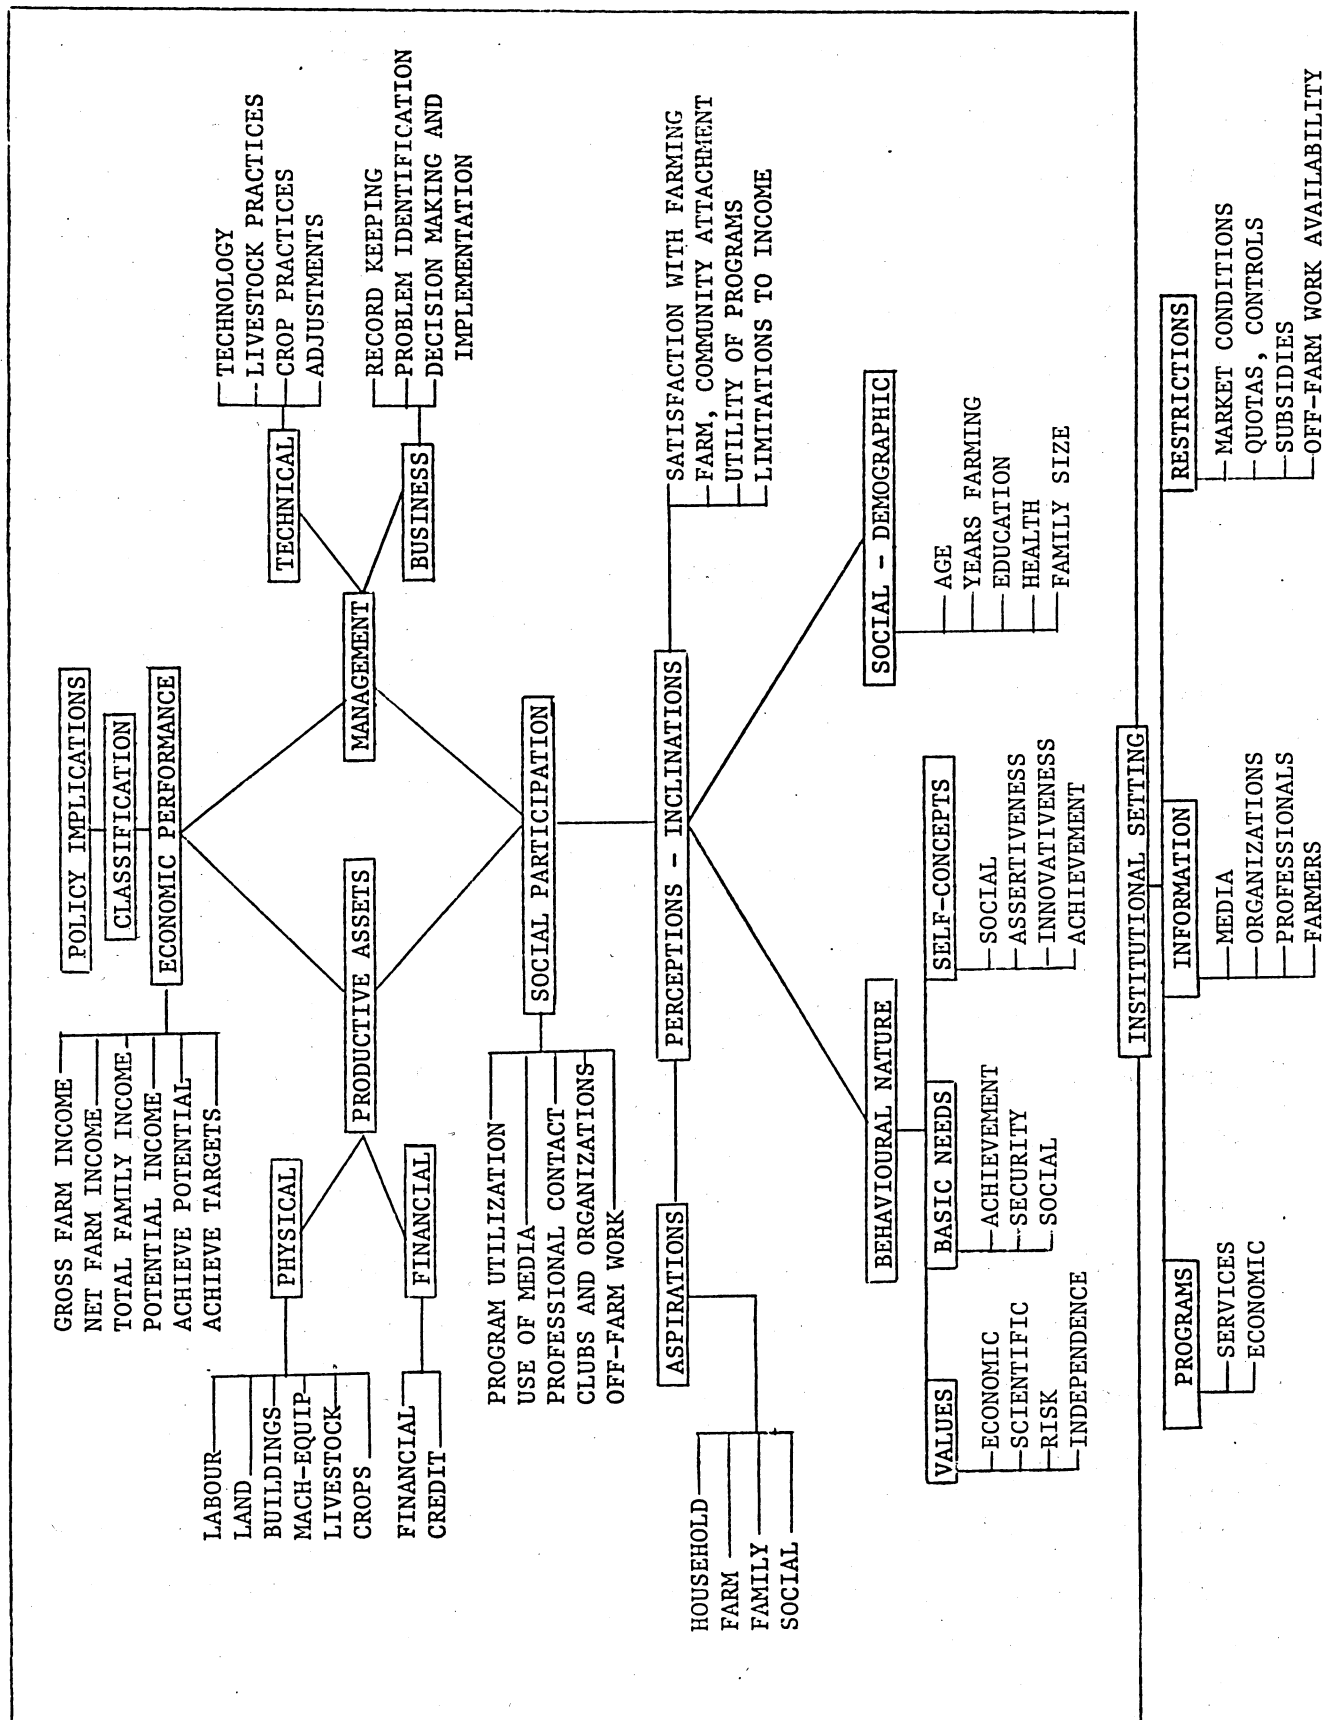 POLICY IMPLICATIONS
CLASSIFICATION
ECONOMIC PERFORMANCE
GROSS FARM INCOME
NET FARM INCOME
TOTAL FAMILY INCOME
POTENTIAL INCOME
ACHIEVE POTENTIAL
ACHIEVE TARGETS
PRODUCTIVE ASSETS
PHYSICAL
LABOUR
LAND
BUILDINGS
MACH-EQUIP
LIVESTOCK
CROPS
FINANCIAL
FINANCIAL
CREDIT
MANAGEMENT
TECHNICAL
TECHNOLOGY
LIVESTOCK PRACTICES
CROP PRACTICES
ADJUSTMENTS
BUSINESS
RECORD KEEPING
PROBLEM IDENTIFICATION
DECISION MAKING AND
IMPLEMENTATION
SOCIAL PARTICIPATION
PROGRAM UTILIZATION
USE OF MEDIA
PROFESSIONAL CONTACT
CLUBS AND ORGANIZATIONS
OFF-FARM WORK
ASPIRATIONS
HOUSEHOLD
FARM
FAMILY
SOCIAL
PERCEPTIONS - INCLINATIONS
SATISFACTION WITH FARMING
FARM, COMMUNITY ATTACHMENT
UTILITY OF PROGRAMS
LIMITATIONS TO INCOME
BEHAVIOURAL NATURE
VALUES
ECONOMIC
SCIENTIFIC
RISK
INDEPENDENCE
BASIC NEEDS
ACHIEVEMENT
SECURITY
SOCIAL
SELF-CONCEPTS
SOCIAL
ASSERTIVENESS
INNOVATIVENESS
ACHIEVEMENT
SOCIAL - DEMOGRAPHIC
AGE
YEARS FARMING
EDUCATION
HEALTH
FAMILY SIZE
INSTITUTIONAL SETTING
PROGRAMS
SERVICES
ECONOMIC
INFORMATION
MEDIA
ORGANIZATIONS
PROFESSIONALS
FARMERS
RESTRICTIONS
MARKET CONDITIONS
QUOTAS, CONTROLS
SUBSIDIES
OFF-FARM WORK AVAILABILITY